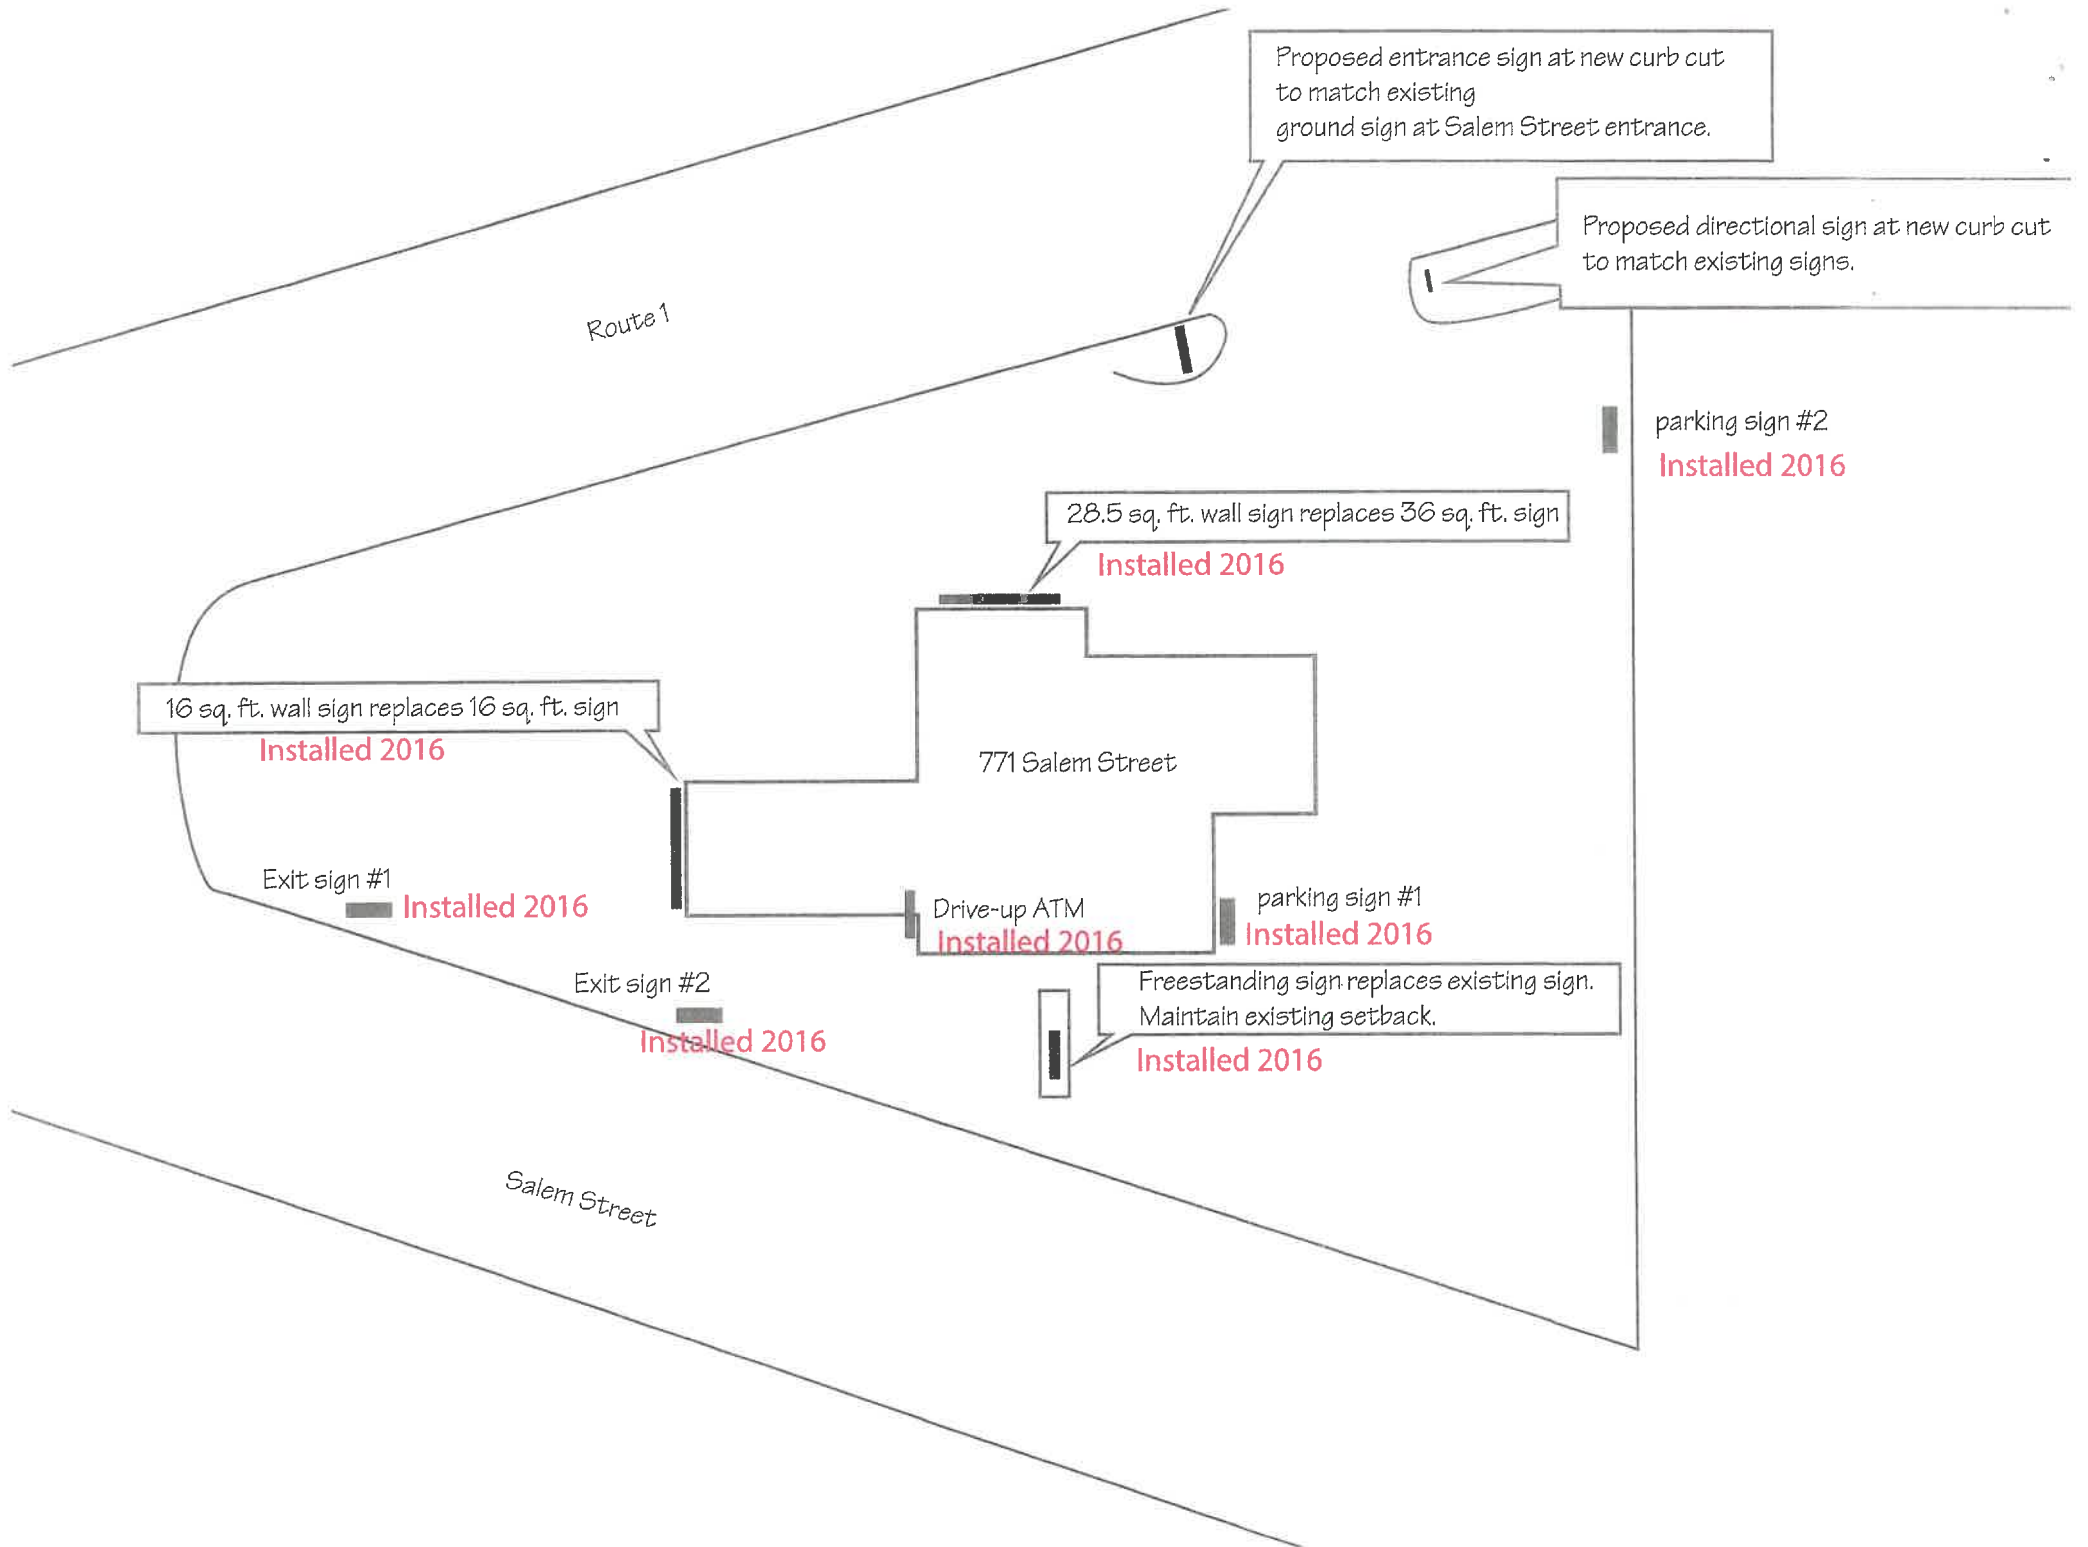 Proposed entrance sign at new curb cut
to match existing
ground sign at Salem Street entrance.
Proposed directional sign at new curb cut
to match existing signs.
Route 1
parking sign #2
Installed 2016
28.5 sq. ft. wall sign replaces 36 sq. ft. sign
Installed 2016
16 sq. ft. wall sign replaces 16 sq. ft. sign
Installed 2016
771 Salem Street
Exit sign #1
Installed 2016
Drive-up ATM
Installed 2016
parking sign #1
Installed 2016
Exit sign #2
Installed 2016
Freestanding sign replaces existing sign.
Maintain existing setback.
Installed 2016
Salem Street